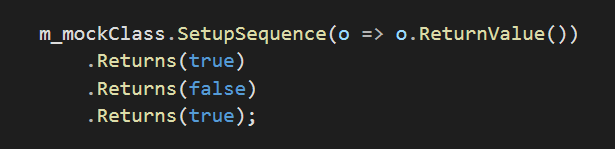 m_mockClass.SetupSequence(o => o.ReturnValue())
    .Returns(true)
    .Returns(false)
    .Returns(true);